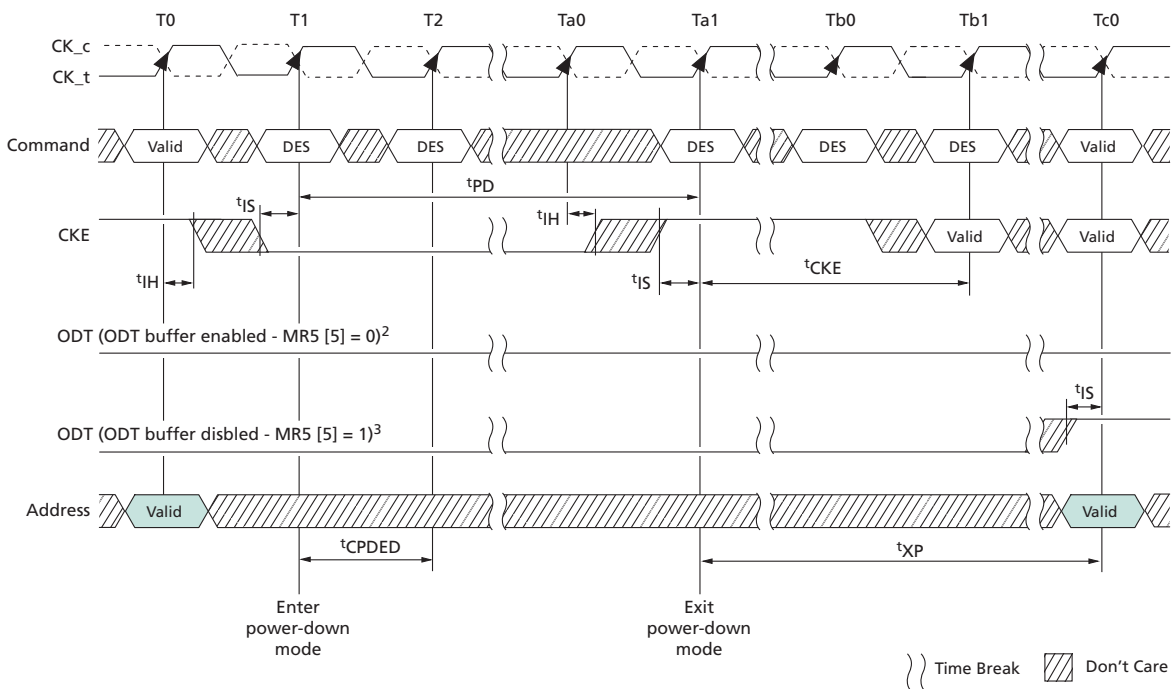 T0 T1 T2 Ta0 Ta1 Tb0 Tb1 Tc0
CK_c
CK_t
Command Valid DES DES DES DES DES Valid
tPD
tIS tIH
CKE Valid Valid
tIH tIS tCKE
ODT (ODT buffer enabled - MR5 [5] = 0)2
tIS
ODT (ODT buffer disbled - MR5 [5] = 1)3
Address Valid Valid
tCPDED tXP
Enter
power-down
mode
Exit
power-down
mode
Time Break Don't Care